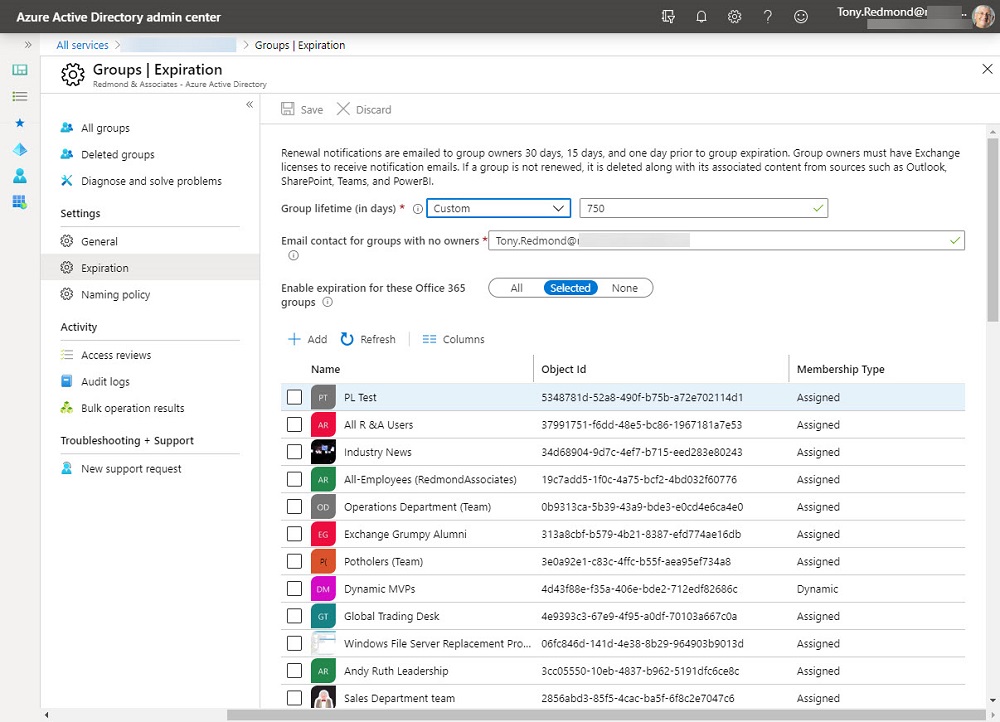 Azure Active Directory admin center
Tony.Redmond@
All services > > Groups | Expiration
Groups | Expiration
Redmond & Associates - Azure Active Directory
All groups
Deleted groups
Diagnose and solve problems
Settings
General
Expiration
Naming policy
Activity
Access reviews
Audit logs
Bulk operation results
Troubleshooting + Support
New support request
Save Discard
Renewal notifications are emailed to group owners 30 days, 15 days, and one day prior to group expiration. Group owners must have Exchange
licenses to receive notification emails. If a group is not renewed, it is deleted along with its associated content from sources such as Outlook,
SharePoint, Teams, and PowerBI.
Group lifetime (in days) * Custom 750
Email contact for groups with no owners * Tony.Redmond@
Enable expiration for these Office 365
groups
All Selected None
Add Refresh Columns
Name Object Id Membership Type
PT PL Test 5348781d-52a8-490f-b75b-a72e702114d1 Assigned
AR All R &A Users 37991751-f6dd-48e5-bc86-1967181a7e53 Assigned
Industry News 34d68904-9d7c-4ef7-b715-eed283e80243 Assigned
AR All-Employees (RedmondAssociates) 19c7add5-1f0c-4a75-bcf2-4bd032f60776 Assigned
OD Operations Department (Team) 0b9313ca-5b39-43a9-bde3-e0cd4e6ca4e0 Assigned
EG Exchange Grumpy Alumni 313a8cbf-b579-4b21-8387-efd774ae16db Assigned
P( Potholers (Team) 3e0a92e1-c83c-4ffc-b55f-aea95ef734a8 Assigned
DM Dynamic MVPs 4d43f88e-f35a-406e-bde2-712edf82686c Dynamic
GT Global Trading Desk 4e9393c3-67e9-4f95-a0df-70103a667c0a Assigned
Windows File Server Replacement Pro... 06fc846d-141d-4e38-8b29-964903b9013d Assigned
AR Andy Ruth Leadership 3cc05550-10eb-4837-b962-5191dfc6ce8c Assigned
Sales Department team 2856abd3-85f5-4cac-ba5f-6f8c2e7047c6 Assigned